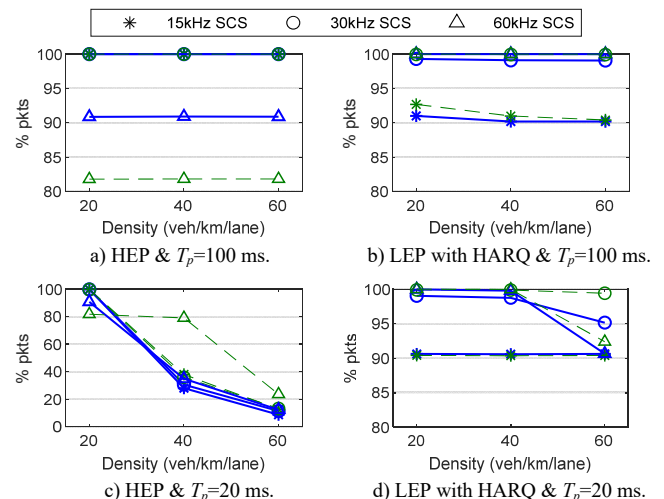 15kHz SCS 30kHz SCS 60kHz SCS
100
95
90
85
80
% pkts
20 40 60
Density (veh/km/lane)
a) HEP & Tp=100 ms.
100
95
90
85
80
% pkts
20 40 60
Density (veh/km/lane)
b) LEP with HARQ & Tp=100 ms.
100
80
60
40
20
0
% pkts
20 40 60
Density (veh/km/lane)
c) HEP & Tp=20 ms.
100
95
90
85
80
% pkts
20 40 60
Density (veh/km/lane)
d) LEP with HARQ & Tp=20 ms.